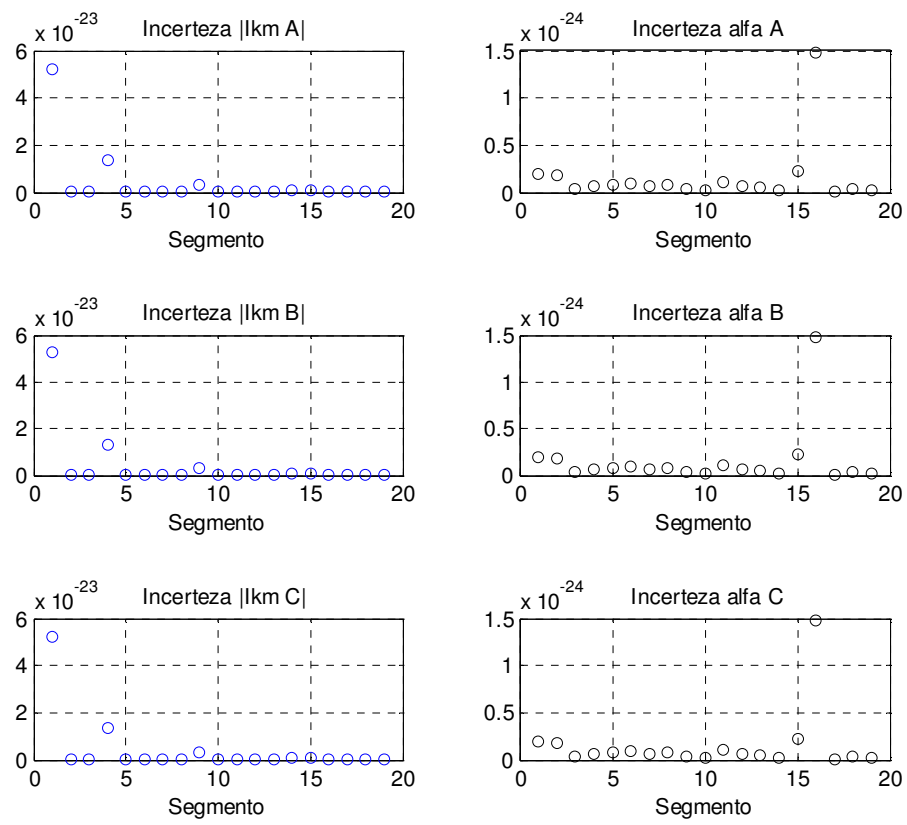 Incerteza |Ikm A|
x 10^-23
6
4
2
0
0 5 10 15 20
Segmento
Incerteza alfa A
x 10^-24
1.5
1
0.5
0
0 5 10 15 20
Segmento
Incerteza |Ikm B|
x 10^-23
6
4
2
0
0 5 10 15 20
Segmento
Incerteza alfa B
x 10^-24
1.5
1
0.5
0
0 5 10 15 20
Segmento
Incerteza |Ikm C|
x 10^-23
6
4
2
0
0 5 10 15 20
Segmento
Incerteza alfa C
x 10^-24
1.5
1
0.5
0
0 5 10 15 20
Segmento